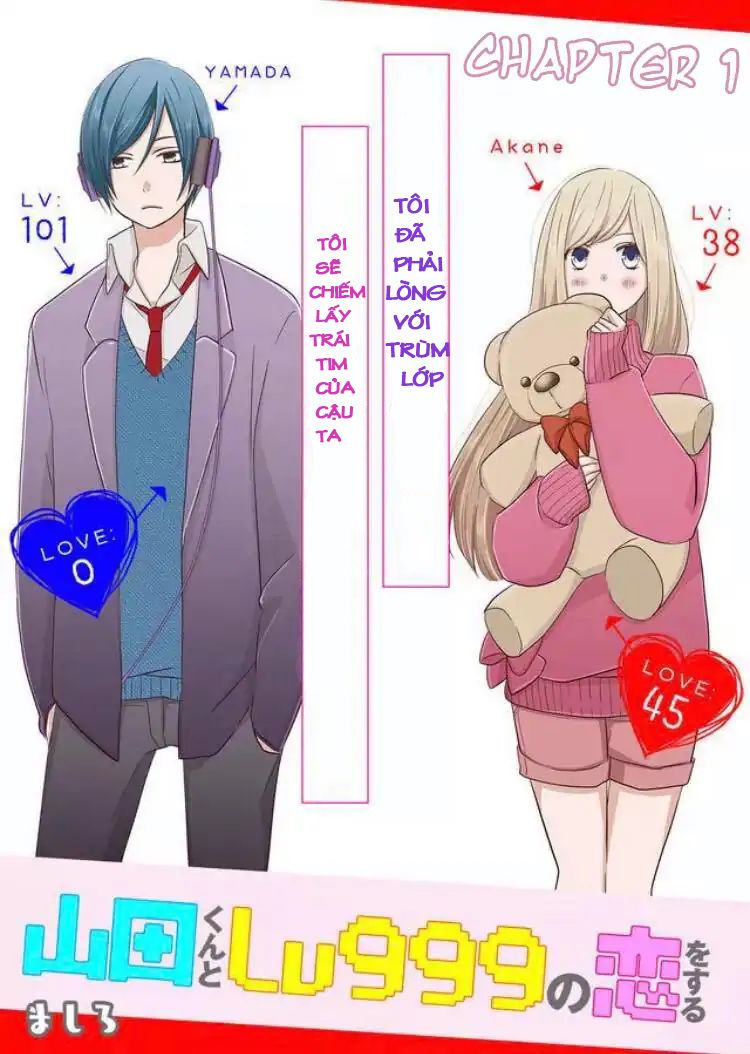 CHAPTER 1
YAMADA
LV:
101
Akane
LV:
38
TÔI
ĐÃ
PHẢI
LÒNG
VỚI
TRÙM
LỚP
TÔI
SẼ
CHIẾM
LẤY
TRÁI
TIM
CỦA
CẬU
TA
LOVE:
0
LOVE:
45
山田くんとLv999の恋をする
ましろ